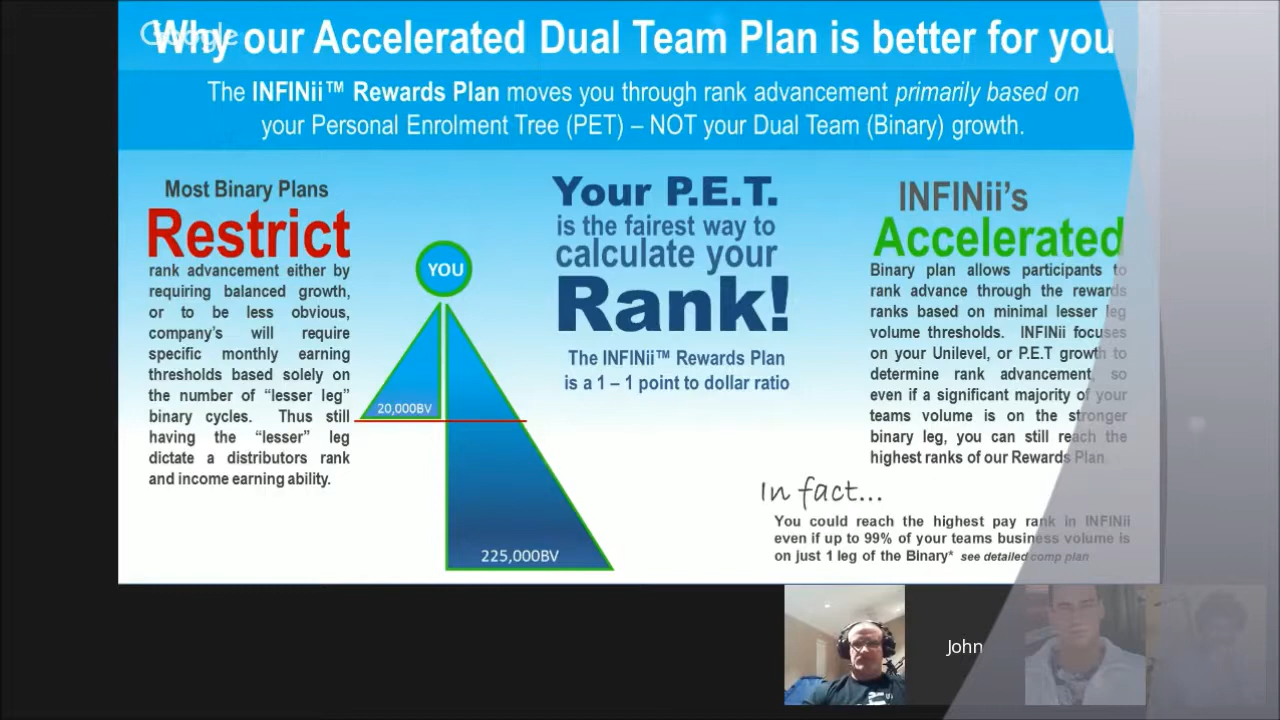 Google
Why our Accelerated Dual Team Plan is better for you
The INFINii™ Rewards Plan moves you through rank advancement primarily based on
your Personal Enrolment Tree (PET) – NOT your Dual Team (Binary) growth.
Most Binary Plans
Restrict
rank advancement either by
requiring balanced growth,
or to be less obvious,
company's will require
specific monthly earning
thresholds based solely on
the number of “lesser leg”
binary cycles. Thus still
having the “lesser” leg
dictate a distributors rank
and income earning ability.
YOU
20,000BV
225,000BV
Your P.E.T.
is the fairest way to
calculate your
Rank!
The INFINii™ Rewards Plan
is a 1 – 1 point to dollar ratio
INFINii’s
Accelerated
Binary plan allows participants to
rank advance through the rewards
ranks based on minimal lesser leg
volume thresholds. INFINii focuses
on your Unilevel, or P.E.T growth to
determine rank advancement, so
even if a significant majority of your
teams volume is on the stronger
binary leg, you can still reach the
highest ranks of our Rewards Plan
In fact...
You could reach the highest pay rank in INFINii
even if up to 99% of your teams business volume is
on just 1 leg of the Binary* see detailed comp plan
John